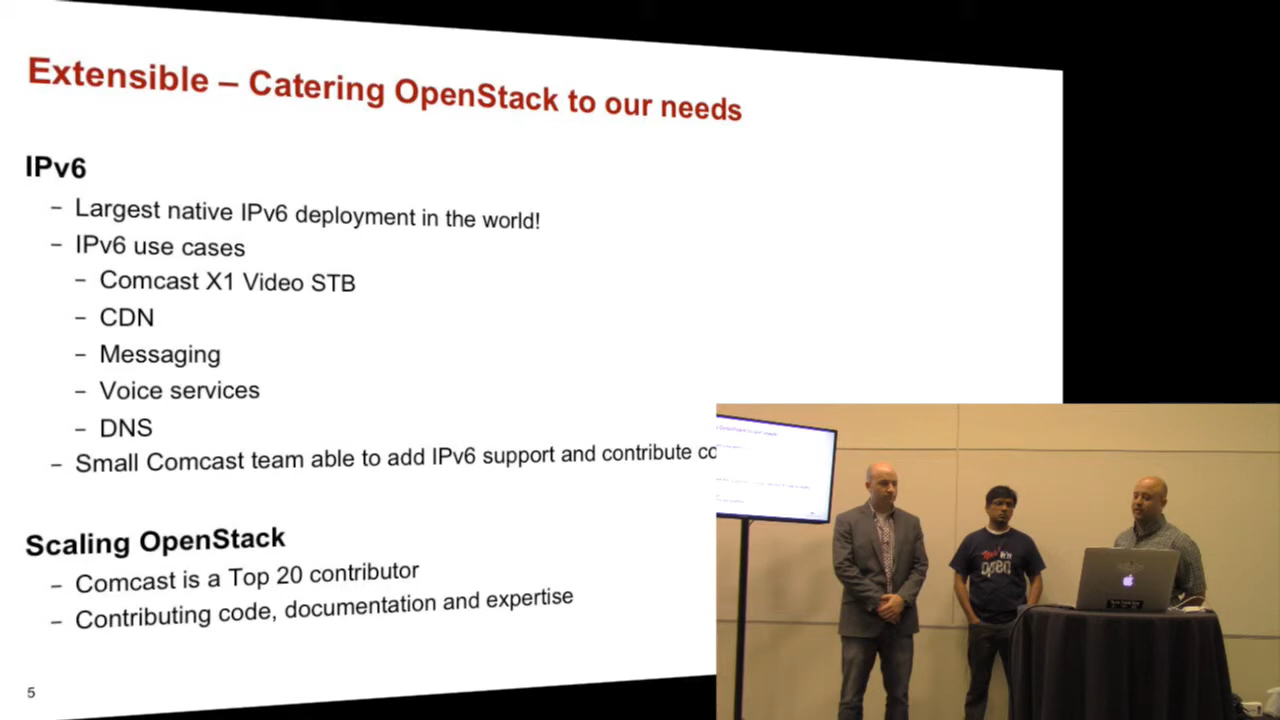 Extensible – Catering OpenStack to our needs
IPv6
– Largest native IPv6 deployment in the world!
– IPv6 use cases
– Comcast X1 Video STB
– CDN
– Messaging
– Voice services
– DNS
– Small Comcast team able to add IPv6 support and contribute
Scaling OpenStack
– Comcast is a Top 20 contributor
– Contributing code, documentation and expertise
5
open